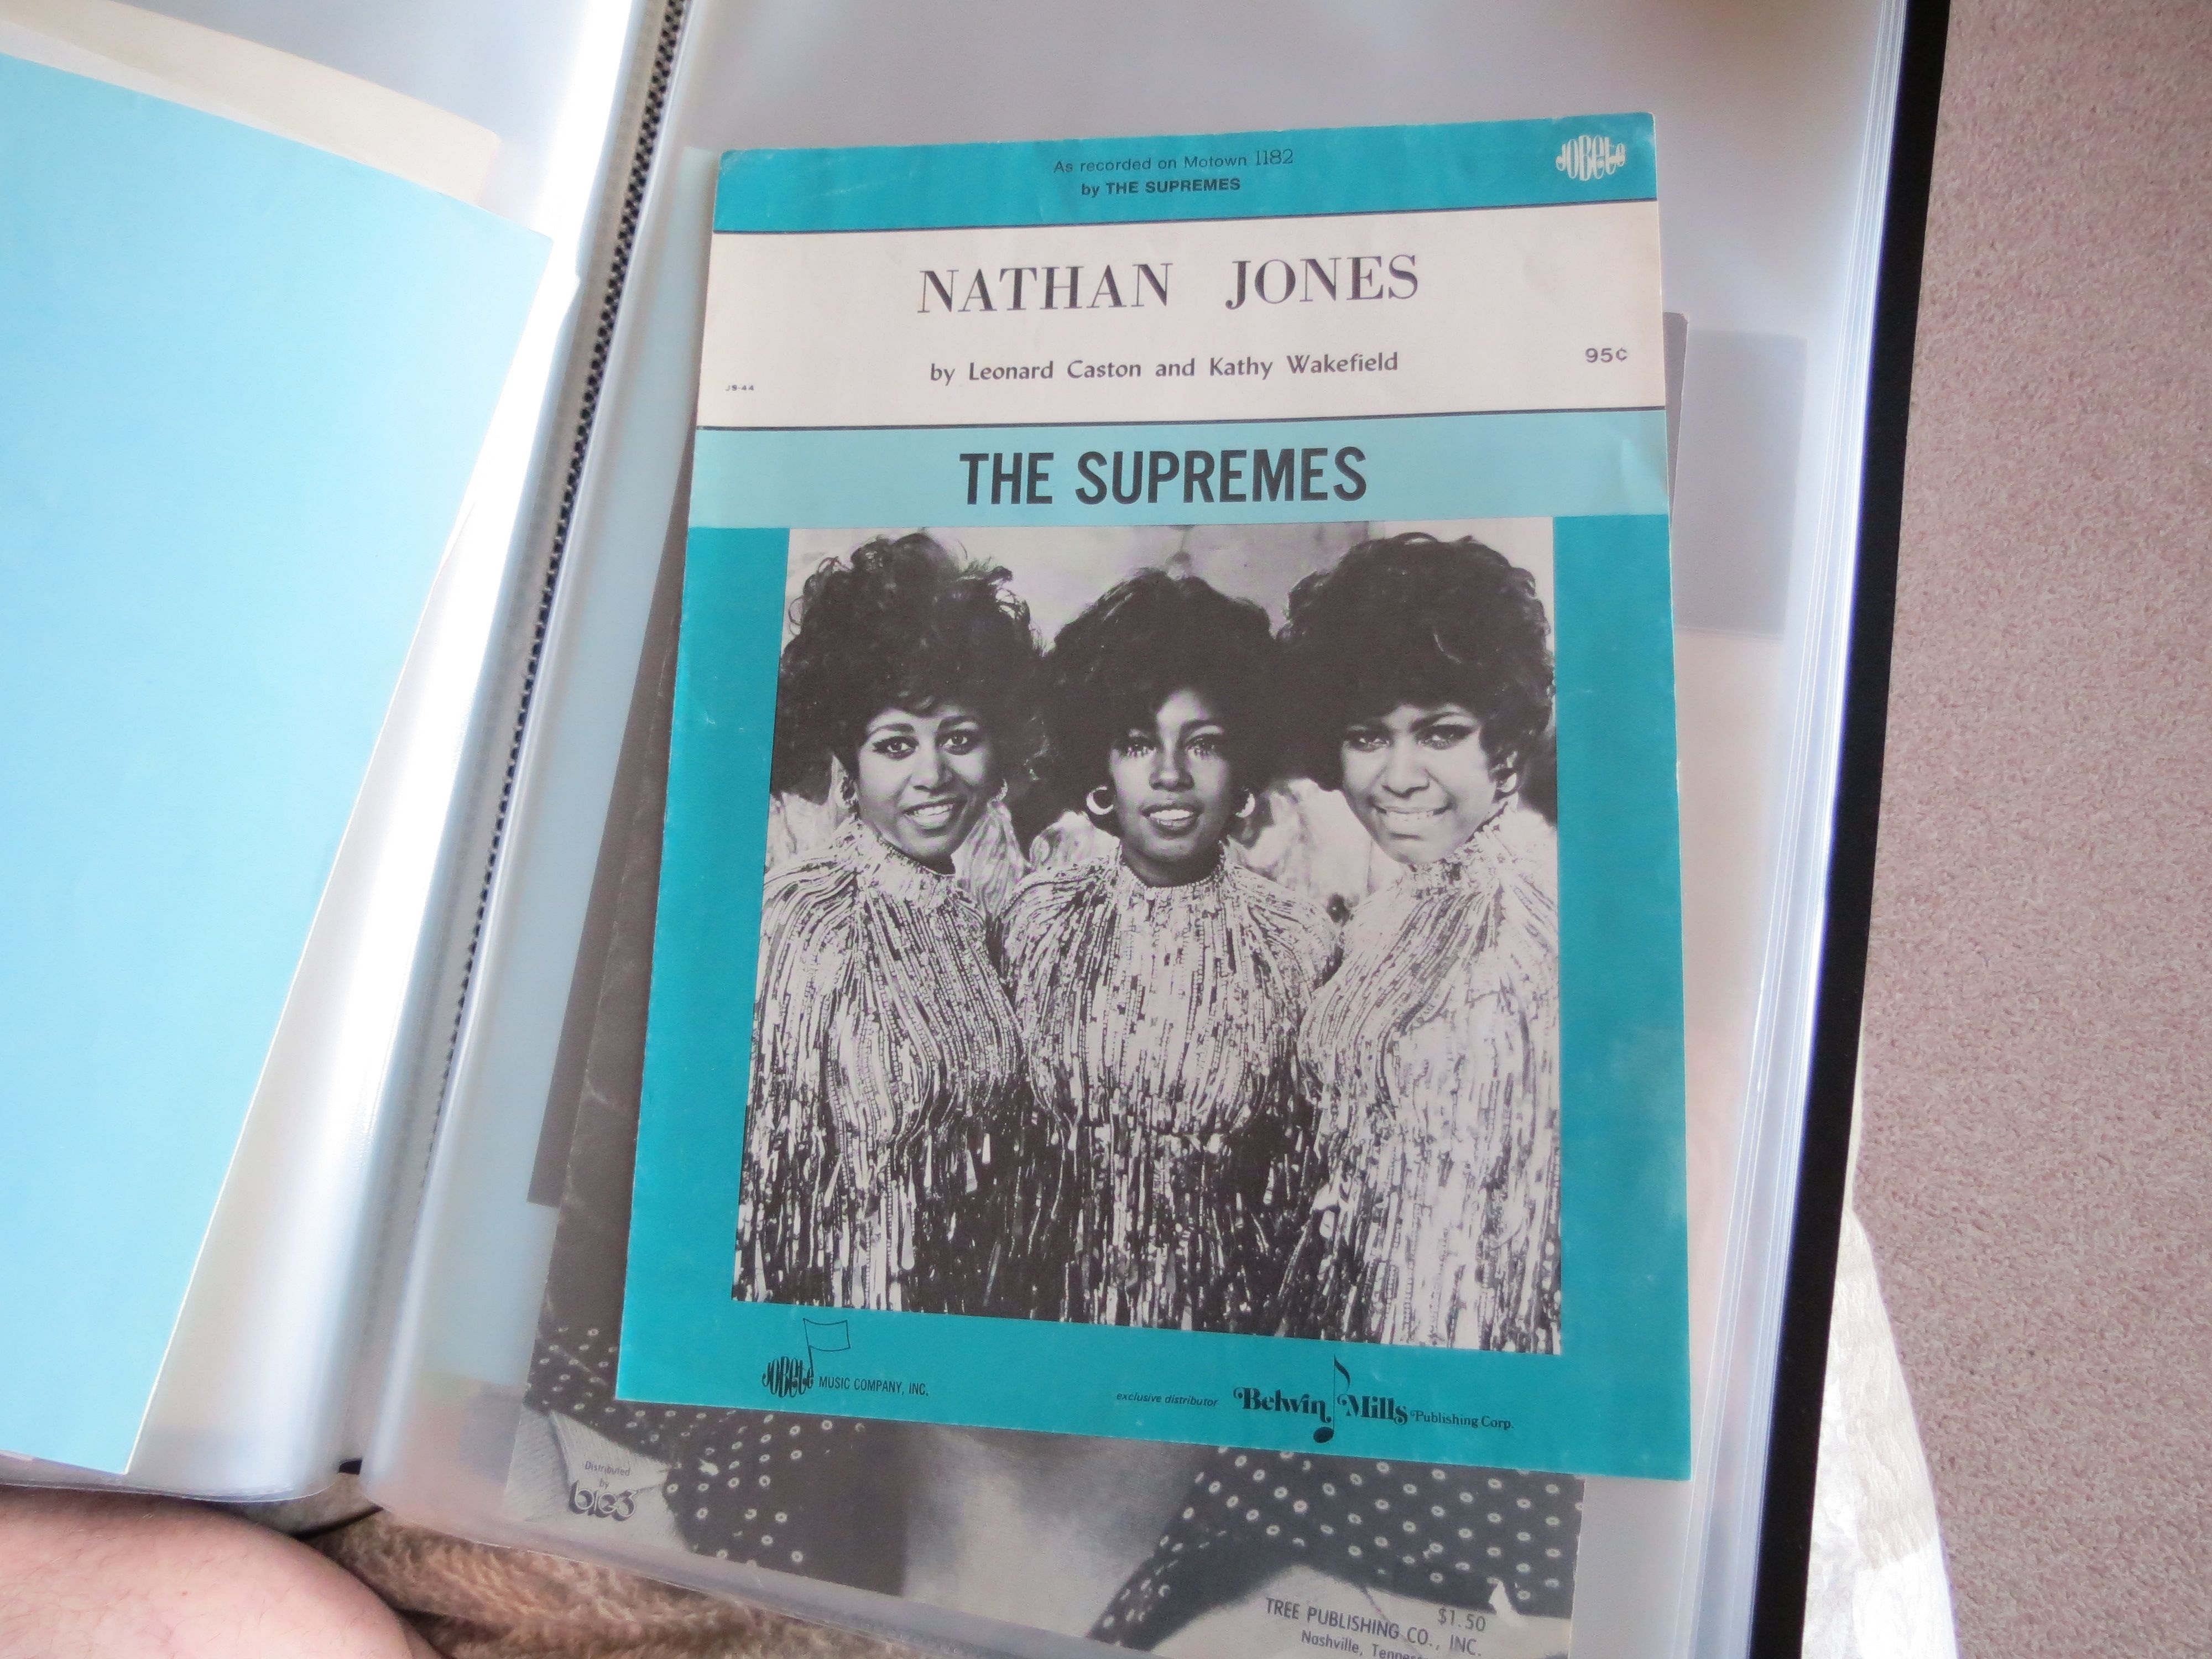 As recorded on Motown 1182
by THE SUPREMES
JOBETE
NATHAN JONES
by Leonard Caston and Kathy Wakefield
95¢
JS-44
THE SUPREMES
JOBETE MUSIC COMPANY, INC.
exclusive distributor Belwin Mills Publishing Corp.
Distributed
by
big3
$1.50
TREE PUBLISHING CO., INC.
Nashville,